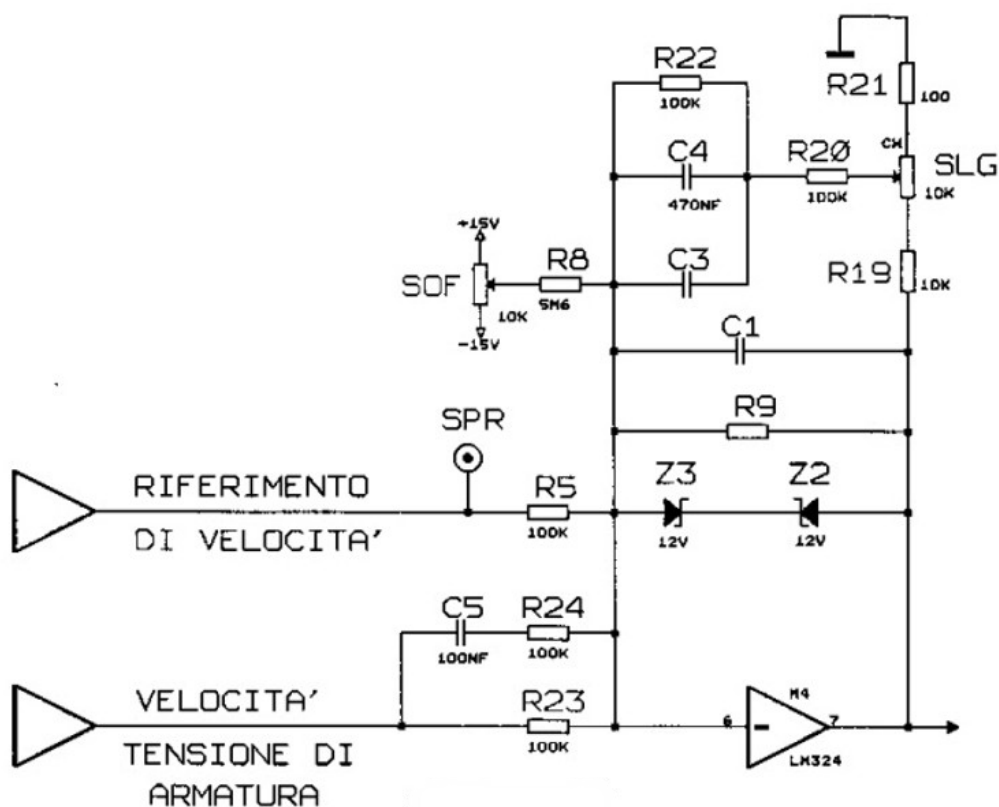 R22
100K
R21
100
C4
470NF
R20
100K
CW
SLG
10K
+15V
SOF
10K
-15V
R8
5M6
C3
R19
10K
C1
R9
SPR
RIFERIMENTO
DI VELOCITA'
R5
100K
Z3
12V
Z2
12V
C5
100NF
R24
100K
VELOCITA'
TENSIONE DI
ARMATURA
R23
100K
6
M4
7
LM324